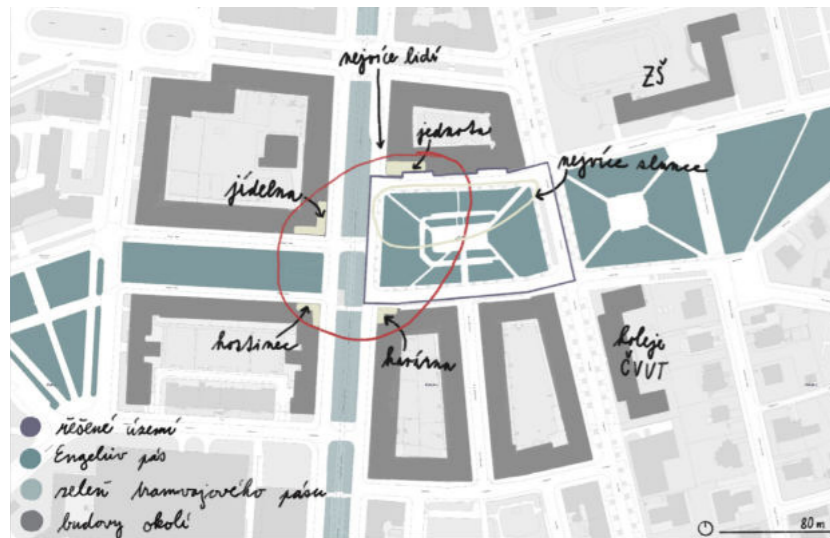 nejvíce lidí
ZŠ
jednota
nejvíce slunce
jídelna
hostinec
kavárna
koleje
ČVUT
řešené území
Engelův pás
zeleň tramvajového pásu
budovy okolí
80 m